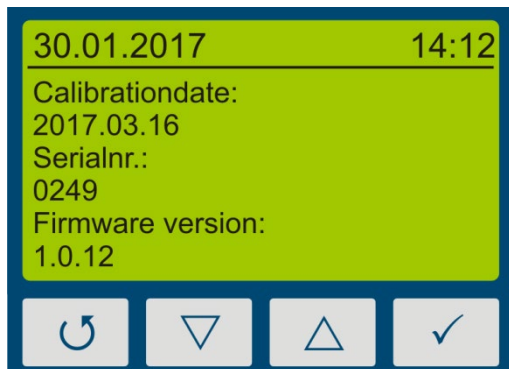 30.01.2017 14:12
Calibrationdate:
2017.03.16
Serialnr.:
0249
Firmware version:
1.0.12